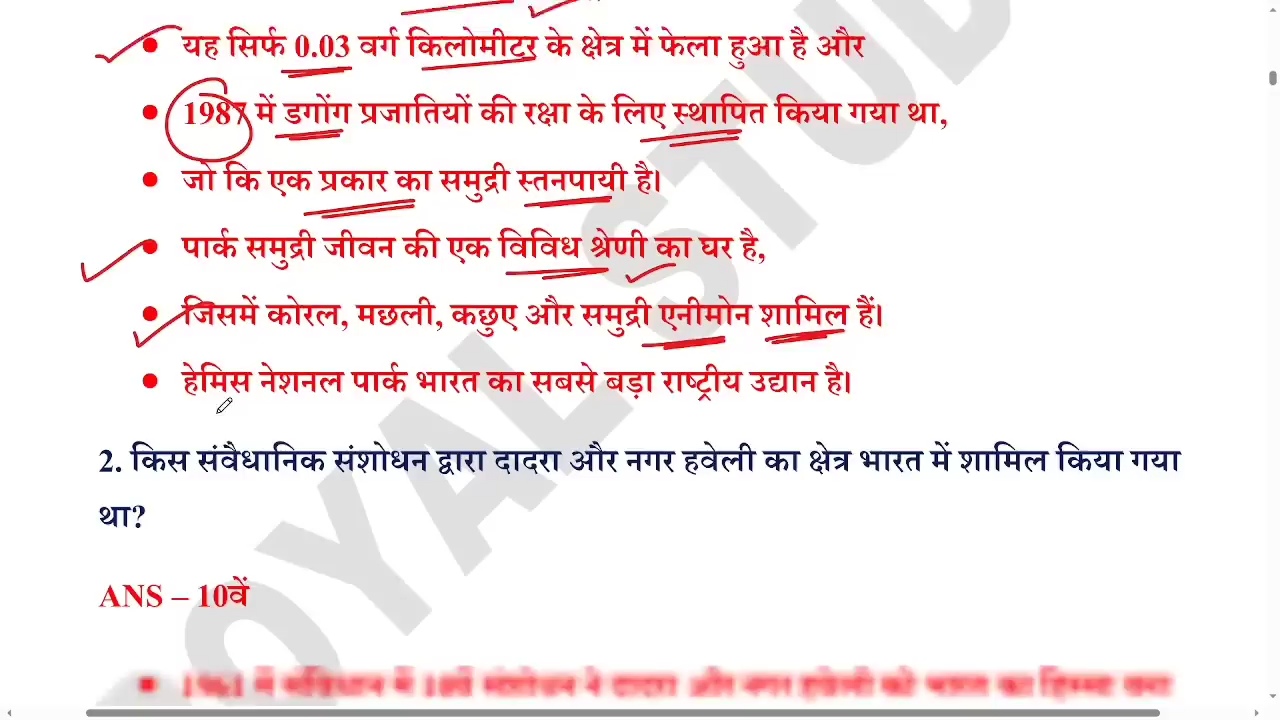 यह सिर्फ 0.03 वर्ग किलोमीटर के क्षेत्र में फेला हुआ है और
1987 में डगोंग प्रजातियों की रक्षा के लिए स्थापित किया गया था,
जो कि एक प्रकार का समुद्री स्तनपायी है।
पार्क समुद्री जीवन की एक विविध श्रेणी का घर है,
जिसमें कोरल, मछली, कछुए और समुद्री एनीमोन शामिल हैं।
हेमिस नेशनल पार्क भारत का सबसे बड़ा राष्ट्रीय उद्यान है।
2. किस संवैधानिक संशोधन द्वारा दादरा और नगर हवेली का क्षेत्र भारत में शामिल किया गया
था?
ANS – 10वें
OYAL STUD